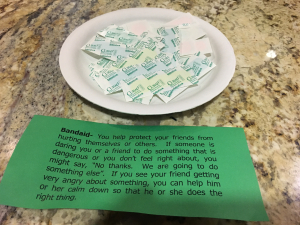 Bandaid- You help protect your friends from
hurting themselves or others. If someone is
daring you or a friend to do something that is
dangerous or you don't feel right about, you
might say, "No thanks. We are going to do
something else". If you see your friend getting
very angry about something, you can help him
or her calm down so that he or she does the
right thing.